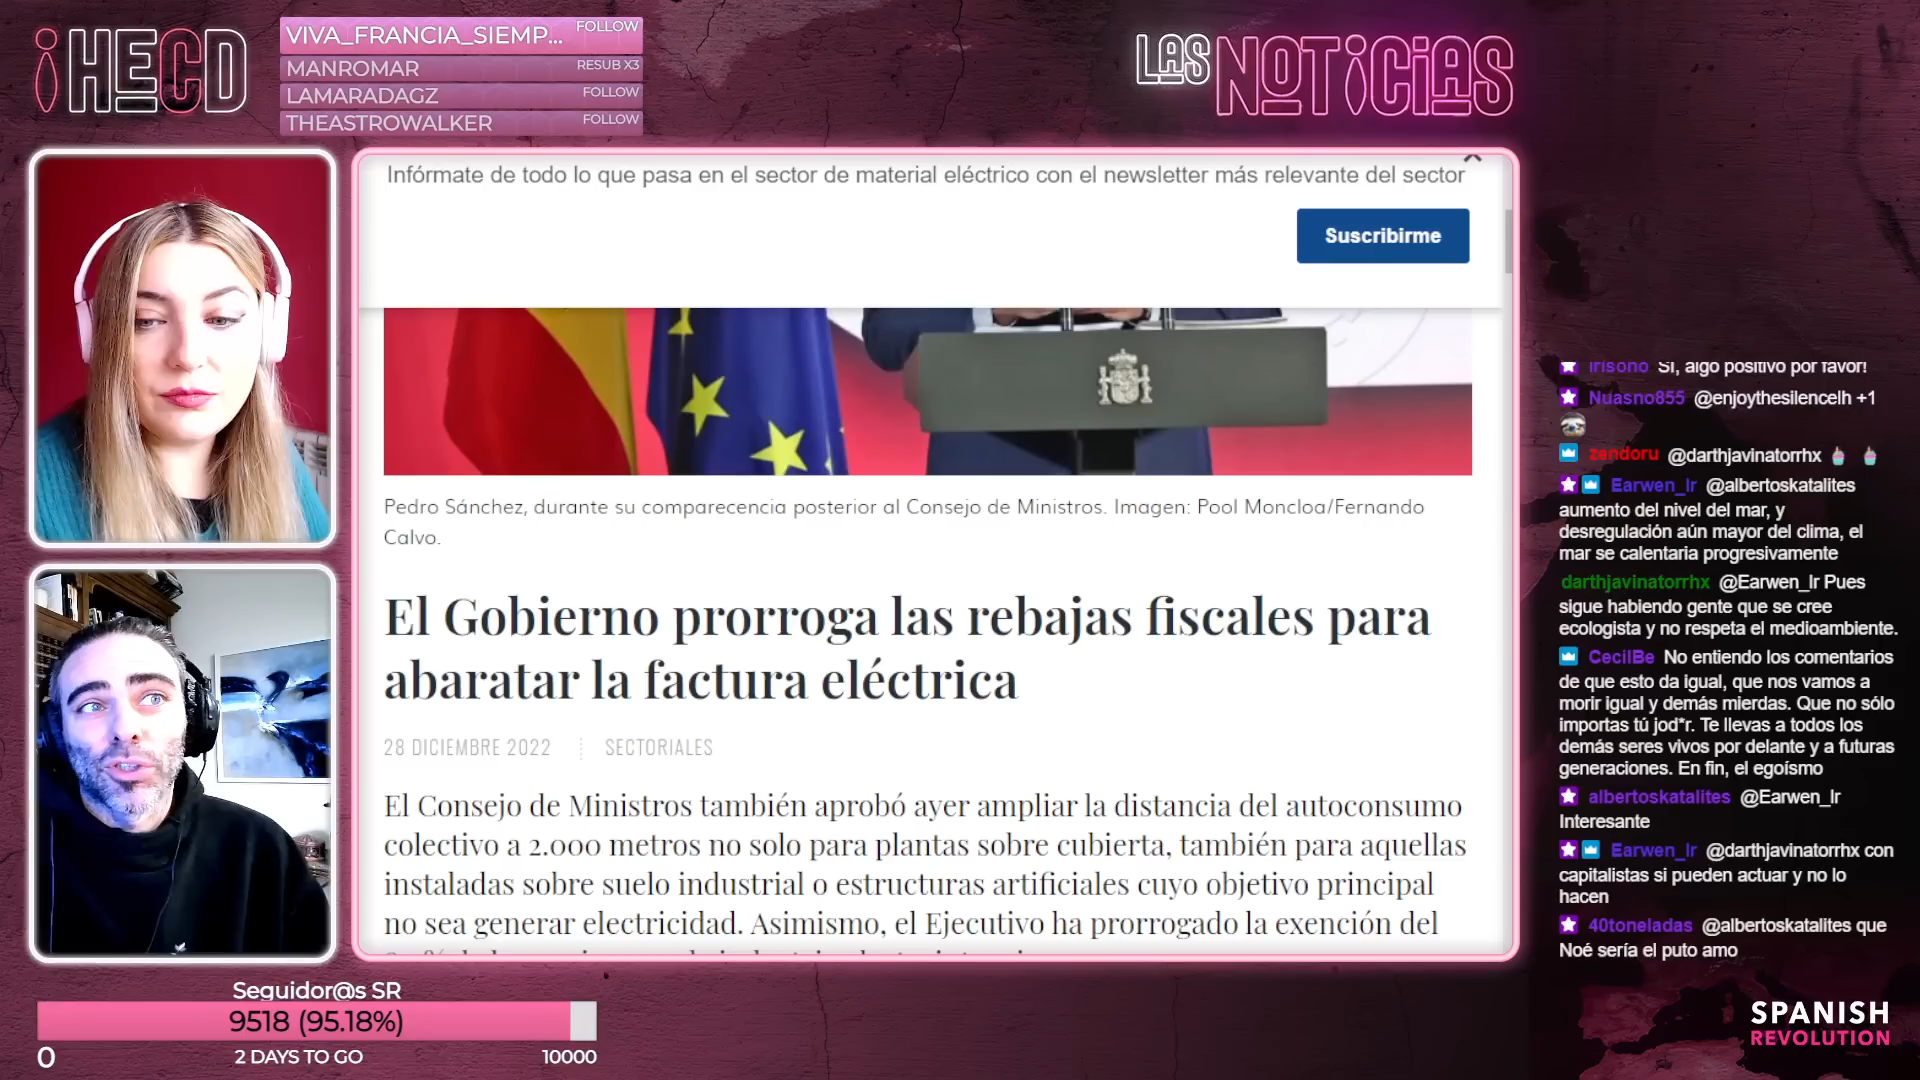 ¡HECD
VIVA_FRANCIA_SIEMP... FOLLOW
MANROMAR RESUB X3
LAMARADAGZ FOLLOW
THEASTROWALKER FOLLOW
LAS NOTICIAS
Infórmate de todo lo que pasa en el sector de material eléctrico con el newsletter más relevante del sector
Suscribirme
Pedro Sánchez, durante su comparecencia posterior al Consejo de Ministros. Imagen: Pool Moncloa/Fernando
Calvo.
El Gobierno prorroga las rebajas fiscales para
abaratar la factura eléctrica
28 DICIEMBRE 2022 SECTORIALES
El Consejo de Ministros también aprobó ayer ampliar la distancia del autoconsumo
colectivo a 2.000 metros no solo para plantas sobre cubierta, también para aquellas
instaladas sobre suelo industrial o estructuras artificiales cuyo objetivo principal
no sea generar electricidad. Asimismo, el Ejecutivo ha prorrogado la exención del
Irisono SI, algo positivo por favor!
Nuasno855 @enjoythesilencelh +1
zendoru @darthjavinatorrhx
Earwen_Ir @albertoskatalites
aumento del nivel del mar, y
desregulación aún mayor del clima, el
mar se calentaria progresivamente
darthjavinatorrhx @Earwen_Ir Pues
sigue habiendo gente que se cree
ecologista y no respeta el medioambiente.
CecilBe No entiendo los comentarios
de que esto da igual, que nos vamos a
morir igual y demás mierdas. Que no sólo
importas tú jod*r. Te llevas a todos los
demás seres vivos por delante y a futuras
generaciones. En fin, el egoísmo
albertoskatalites @Earwen_Ir
Interesante
Earwen_Ir @darthjavinatorrhx con
capitalistas si pueden actuar y no lo
hacen
40toneladas @albertoskatalites que
Noé sería el puto amo
Seguidor@s SR
9518 (95.18%)
0 2 DAYS TO GO 10000
SPANISH
REVOLUTION